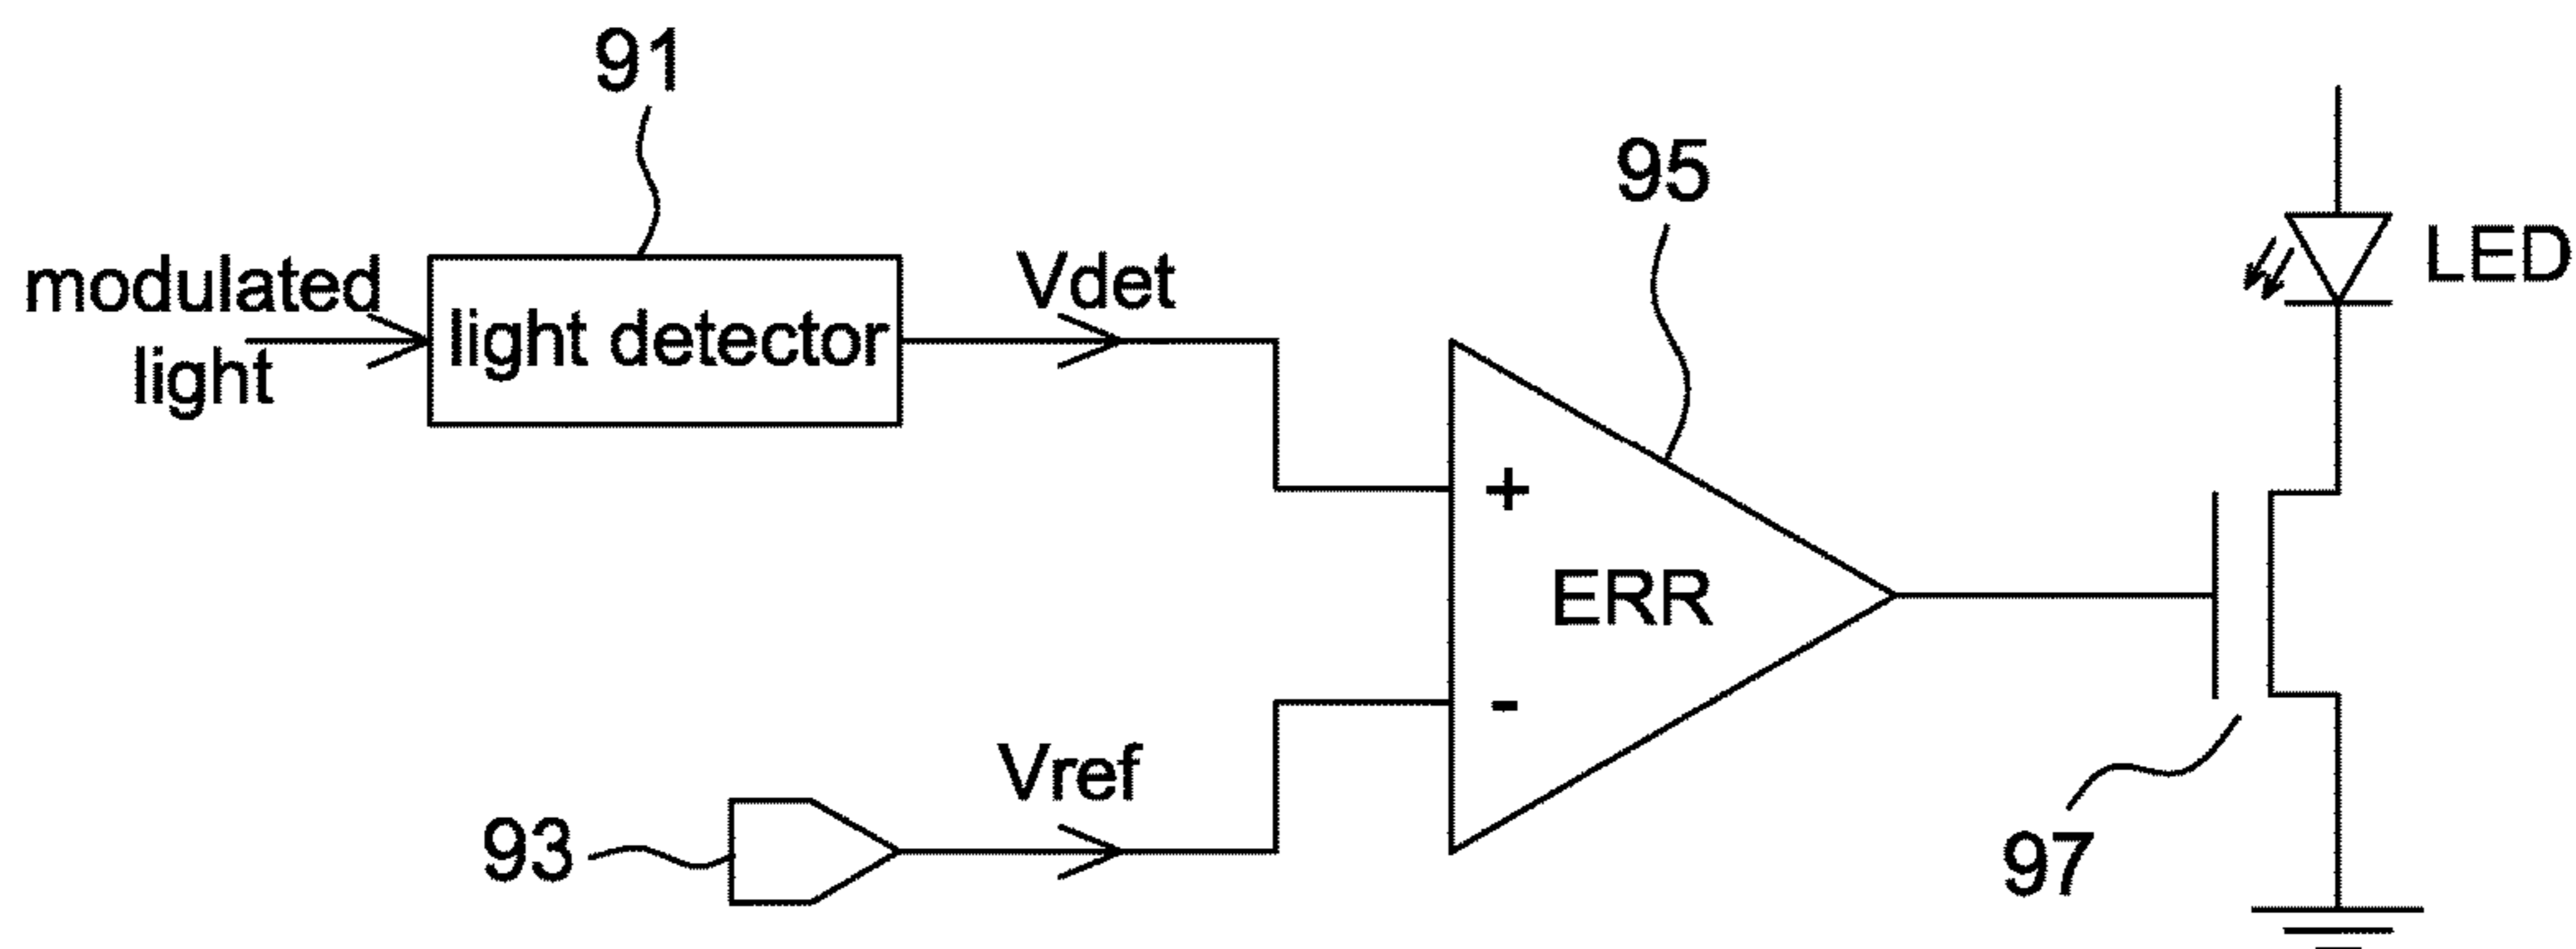 91
95
modulated
light
light detector
Vdet
LED
+
ERR
-
Vref
93
97